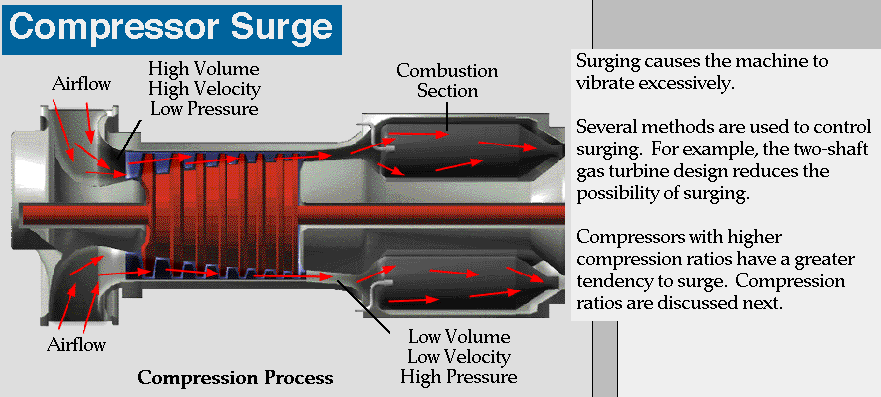 Compressor Surge
Airflow
High Volume
High Velocity
Low Pressure
Combustion
Section
Surging causes the machine to
vibrate excessively.
Several methods are used to control
surging.  For example, the two-shaft
gas turbine design reduces the
possibility of surging.
Compressors with higher
compression ratios have a greater
tendency to surge.  Compression
ratios are discussed next.
Airflow
Low Volume
Low Velocity
High Pressure
Compression Process